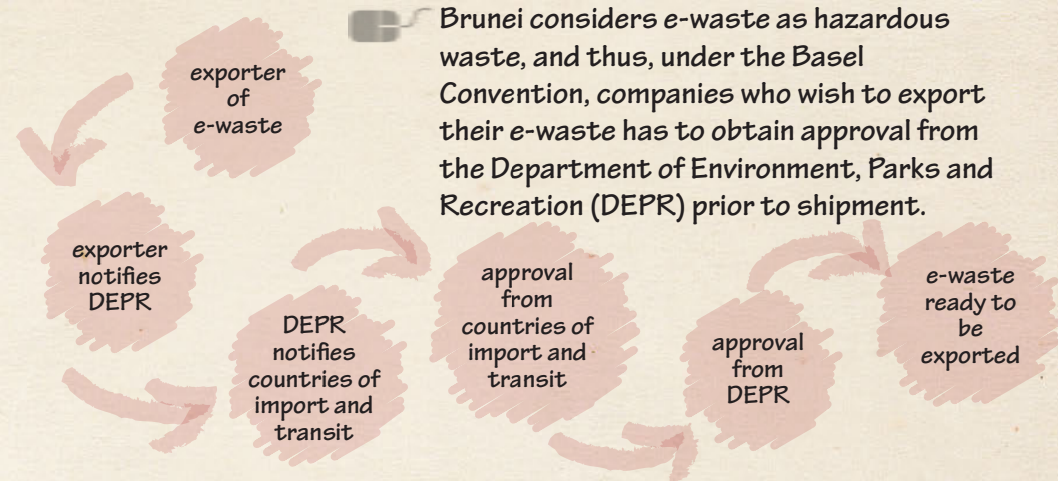 Brunei considers e-waste as hazardous
waste, and thus, under the Basel
Convention, companies who wish to export
their e-waste has to obtain approval from
the Department of Environment, Parks and
Recreation (DEPR) prior to shipment.
exporter
of
e-waste
exporter
notifies
DEPR
DEPR
notifies
countries of
import and
transit
approval
from
countries of
import and
transit
approval
from
DEPR
e-waste
ready to
be
exported